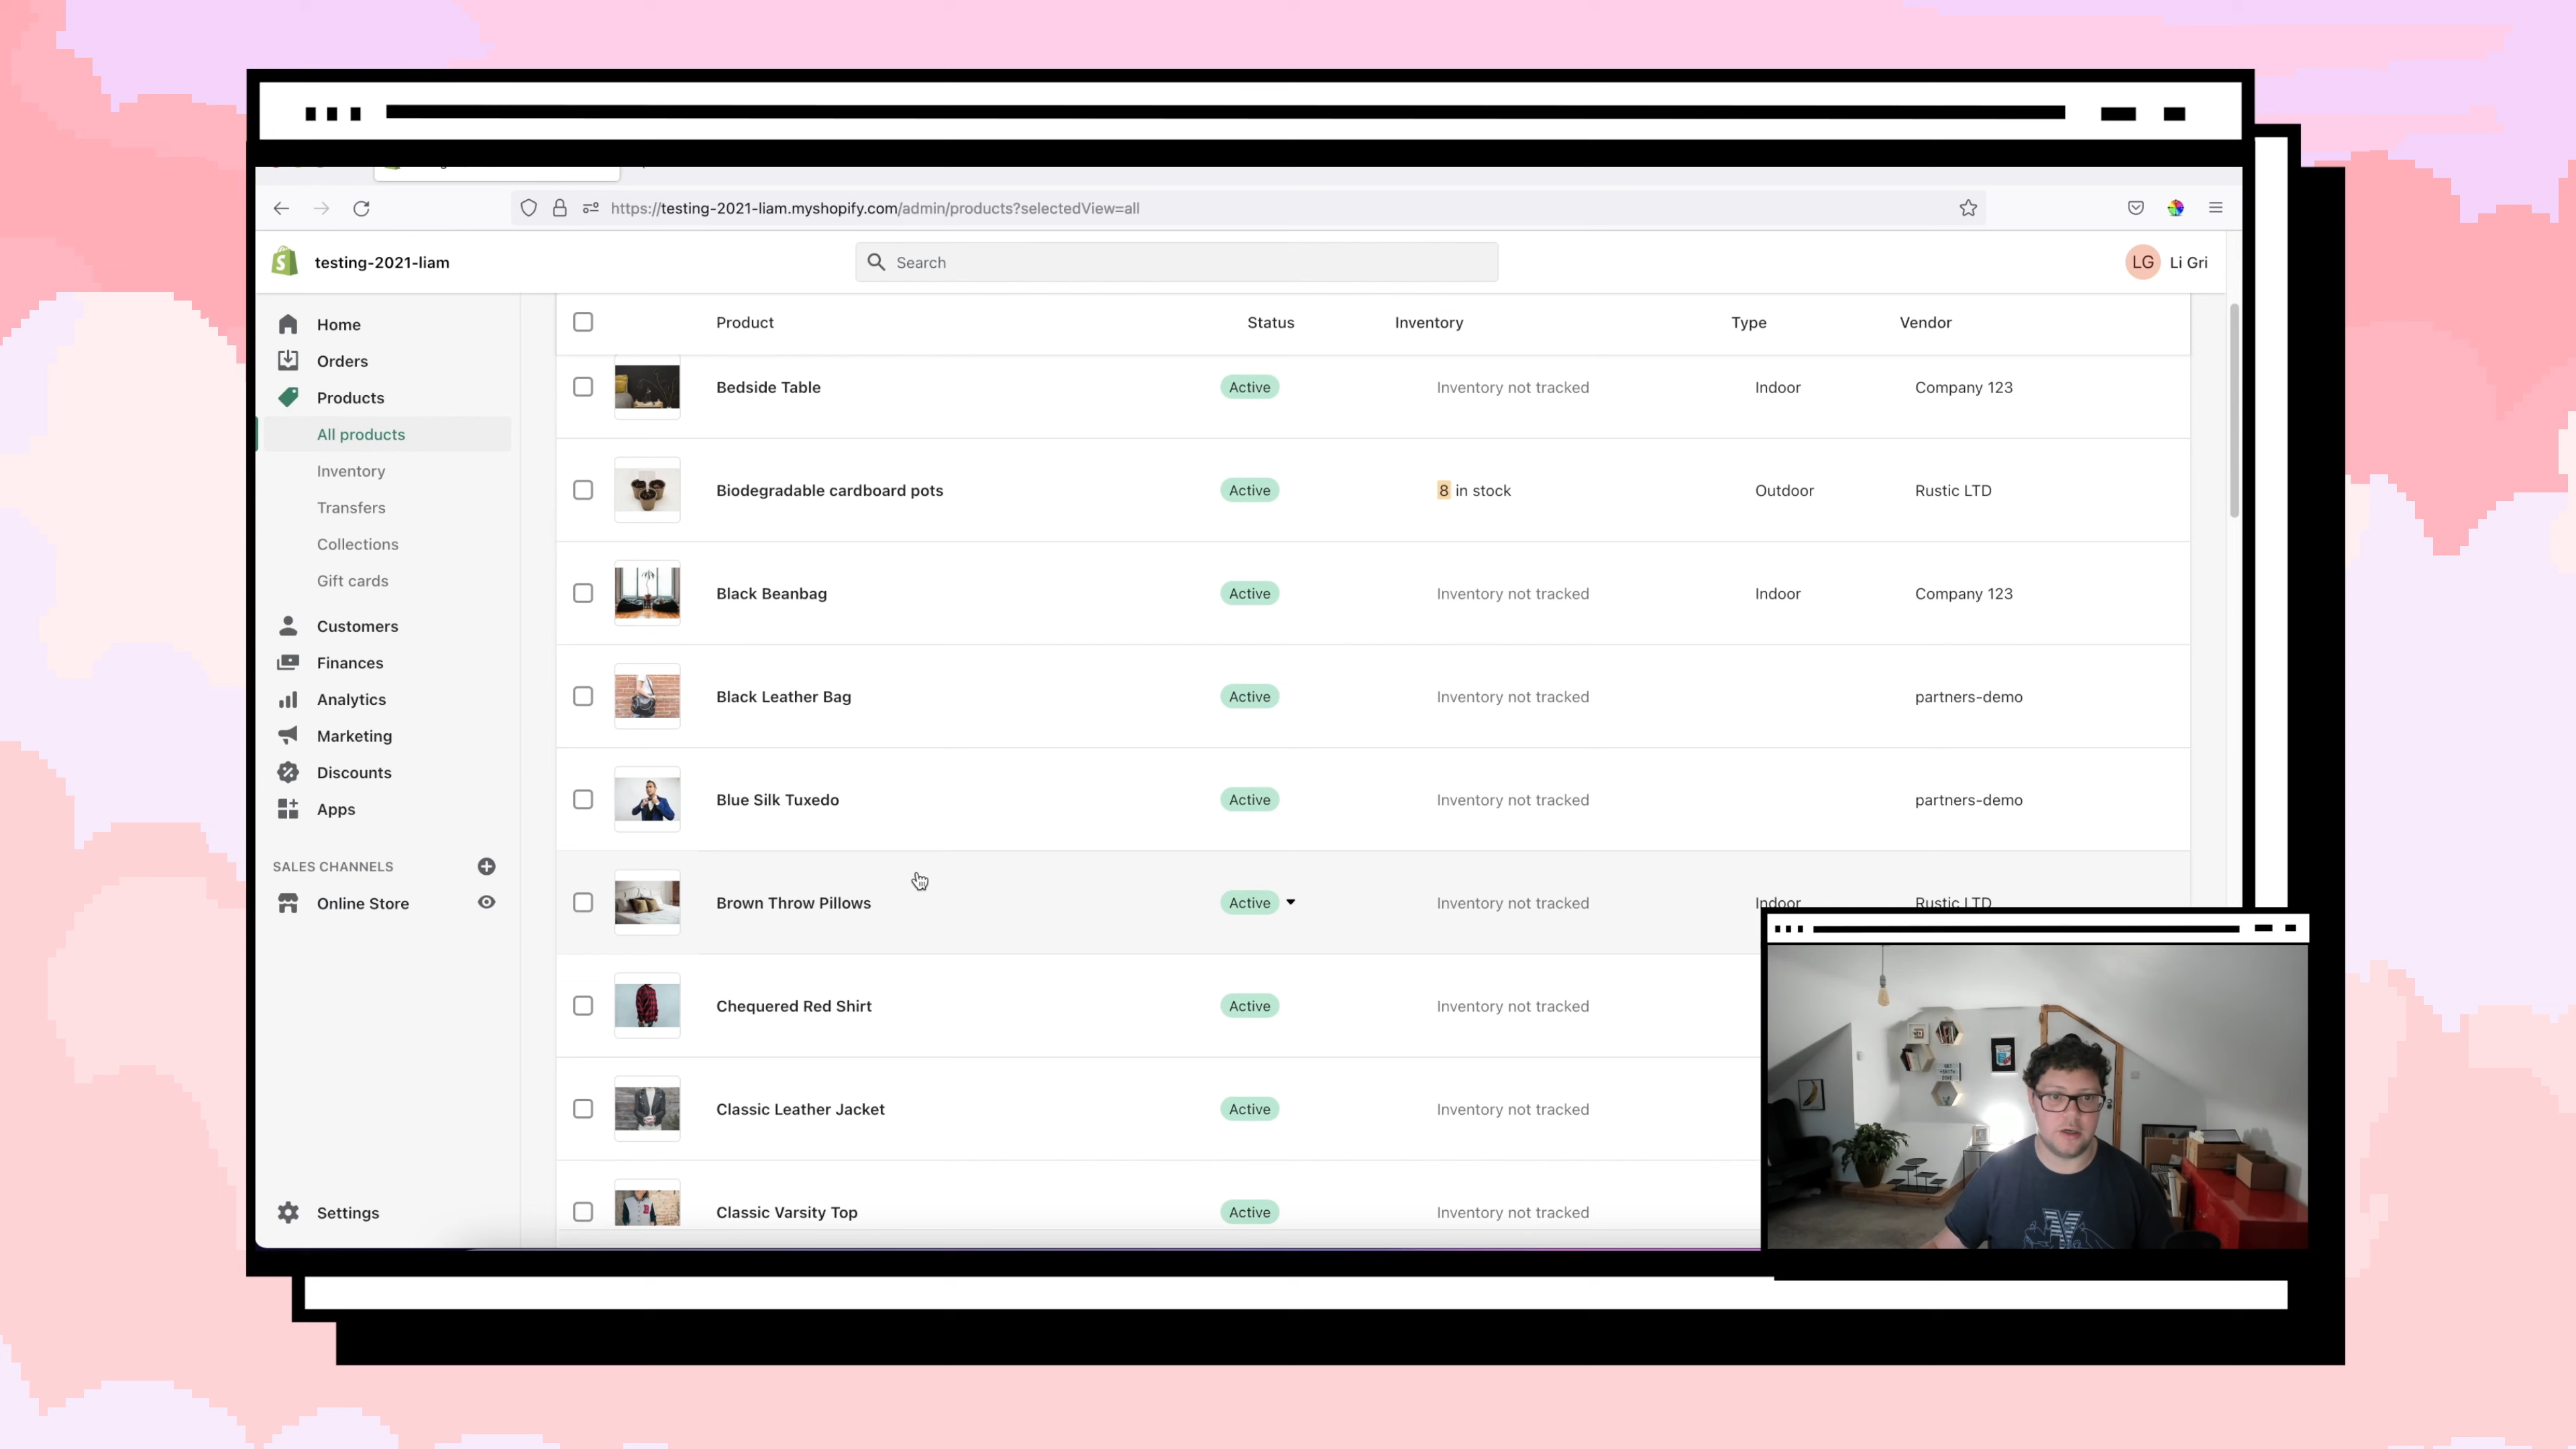 https://testing-2021-liam.myshopify.com/admin/products?selectedView=all
testing-2021-liam
Search
LG Li Gri
Home
Orders
Products
All products
Inventory
Transfers
Collections
Gift cards
Customers
Finances
Analytics
Marketing
Discounts
Apps
SALES CHANNELS
Online Store
Settings
Product Status Inventory Type Vendor
Bedside Table Active Inventory not tracked Indoor Company 123
Biodegradable cardboard pots Active 8 in stock Outdoor Rustic LTD
Black Beanbag Active Inventory not tracked Indoor Company 123
Black Leather Bag Active Inventory not tracked partners-demo
Blue Silk Tuxedo Active Inventory not tracked partners-demo
Brown Throw Pillows Active Inventory not tracked Indoor Rustic LTD
Chequered Red Shirt Active Inventory not tracked
Classic Leather Jacket Active Inventory not tracked
Classic Varsity Top Active Inventory not tracked